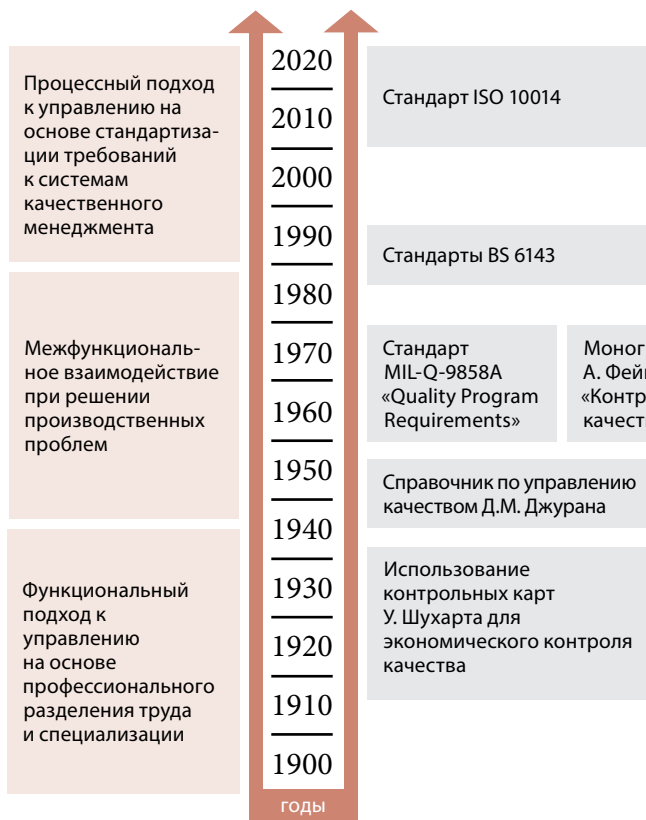 Процессный подход
к управлению на
основе стандартиза-
ции требований
к системам
качественного
менеджмента
Межфункциональ-
ное взаимодействие
при решении
производственных
проблем
Функциональный
подход к
управлению
на основе
профессионального
разделения труда
и специализации
2020
2010
2000
1990
1980
1970
1960
1950
1940
1930
1920
1910
1900
годы
Стандарт ISO 10014
Стандарты BS 6143
Стандарт
MIL-Q-9858A
«Quality Program
Requirements»
А.
Справочник по управлению
качеством Д.М. Джурана
Использование
контрольных карт
У. Шухарта для
экономического контроля
качества